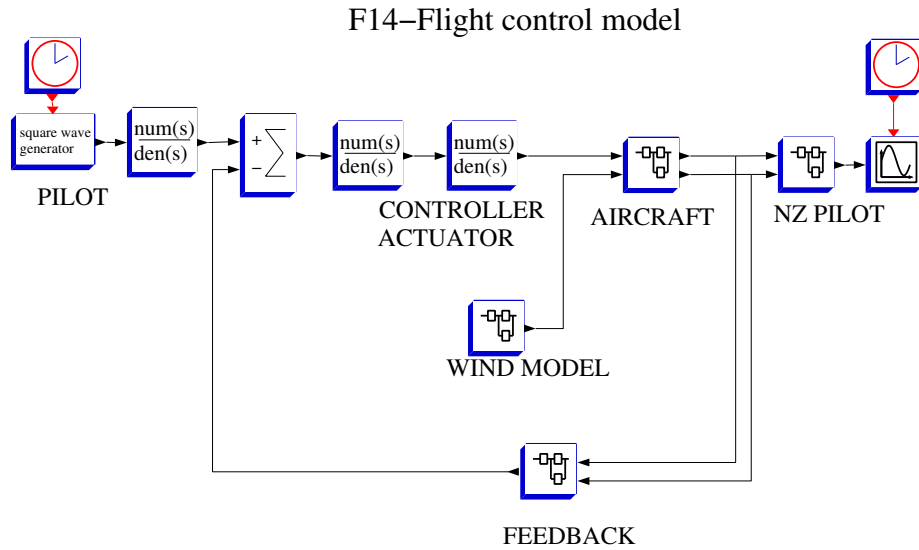 F14−Flight control model
square wave
generator
num(s)
den(s)
+
−
num(s)
den(s)
num(s)
den(s)
PILOT
CONTROLLER
ACTUATOR
AIRCRAFT
NZ PILOT
WIND MODEL
FEEDBACK